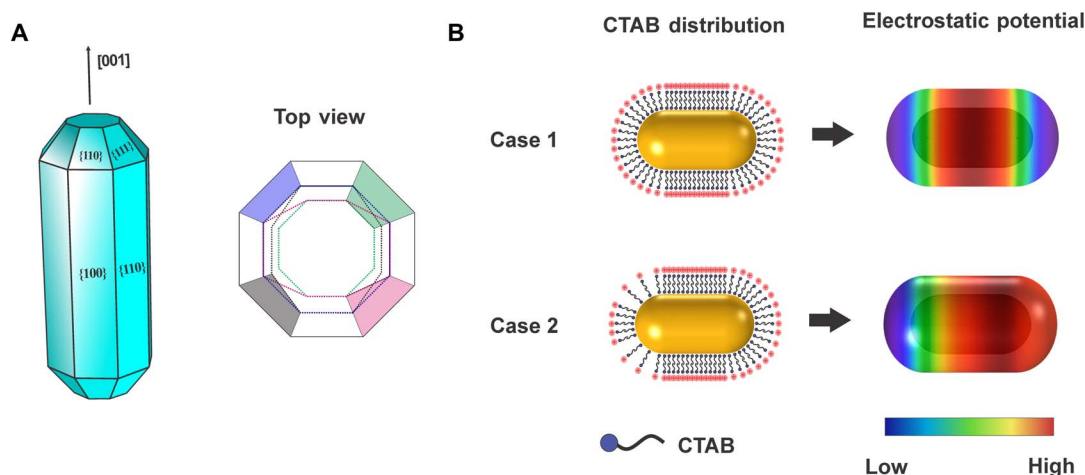 A
[001]
{110}
{111}
{100}
{110}
Top view
B
CTAB distribution
Electrostatic potential
Case 1
Case 2
CTAB
Low
High